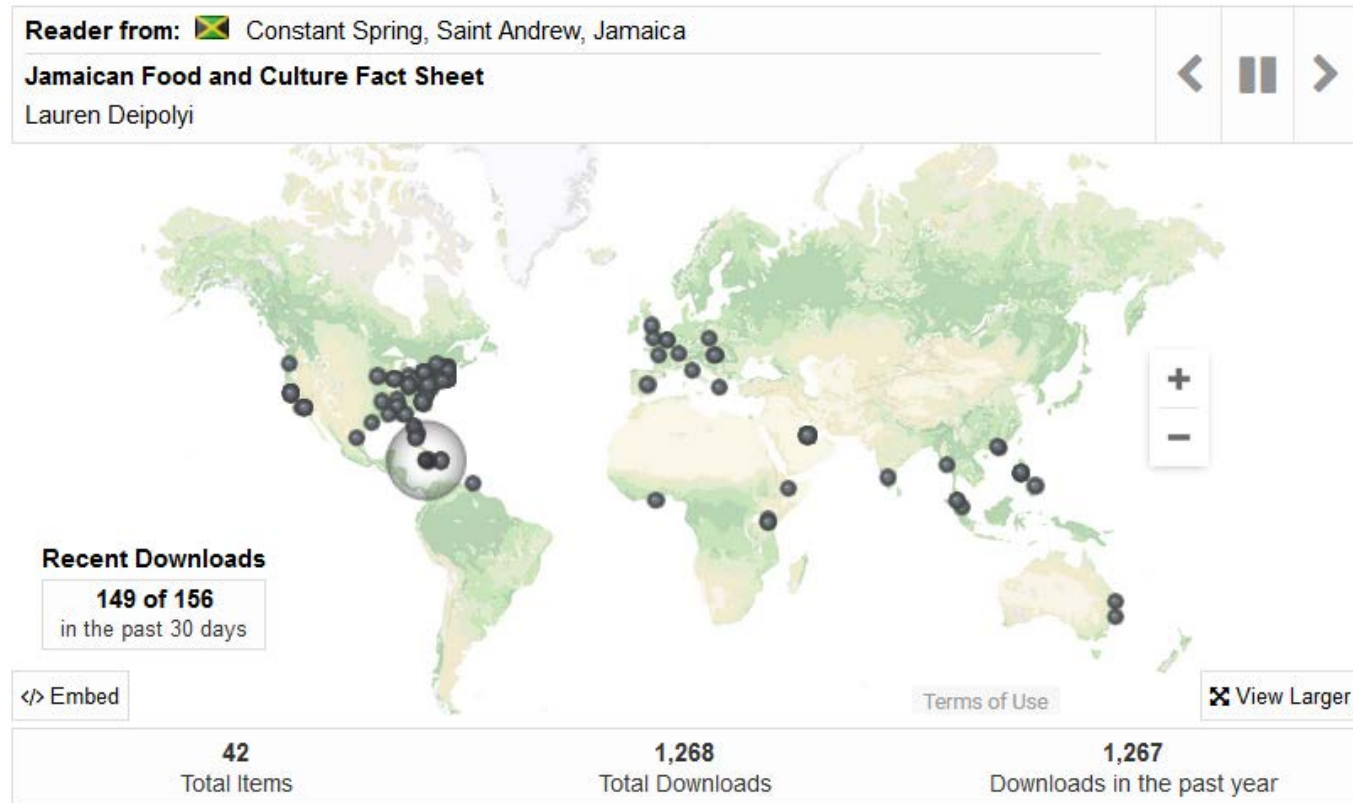 Reader from: Constant Spring, Saint Andrew, Jamaica
Jamaican Food and Culture Fact Sheet
Lauren Deipolyi
Recent Downloads
149 of 156
in the past 30 days
</> Embed
Terms of Use
View Larger
42
Total Items
1,268
Total Downloads
1,267
Downloads in the past year